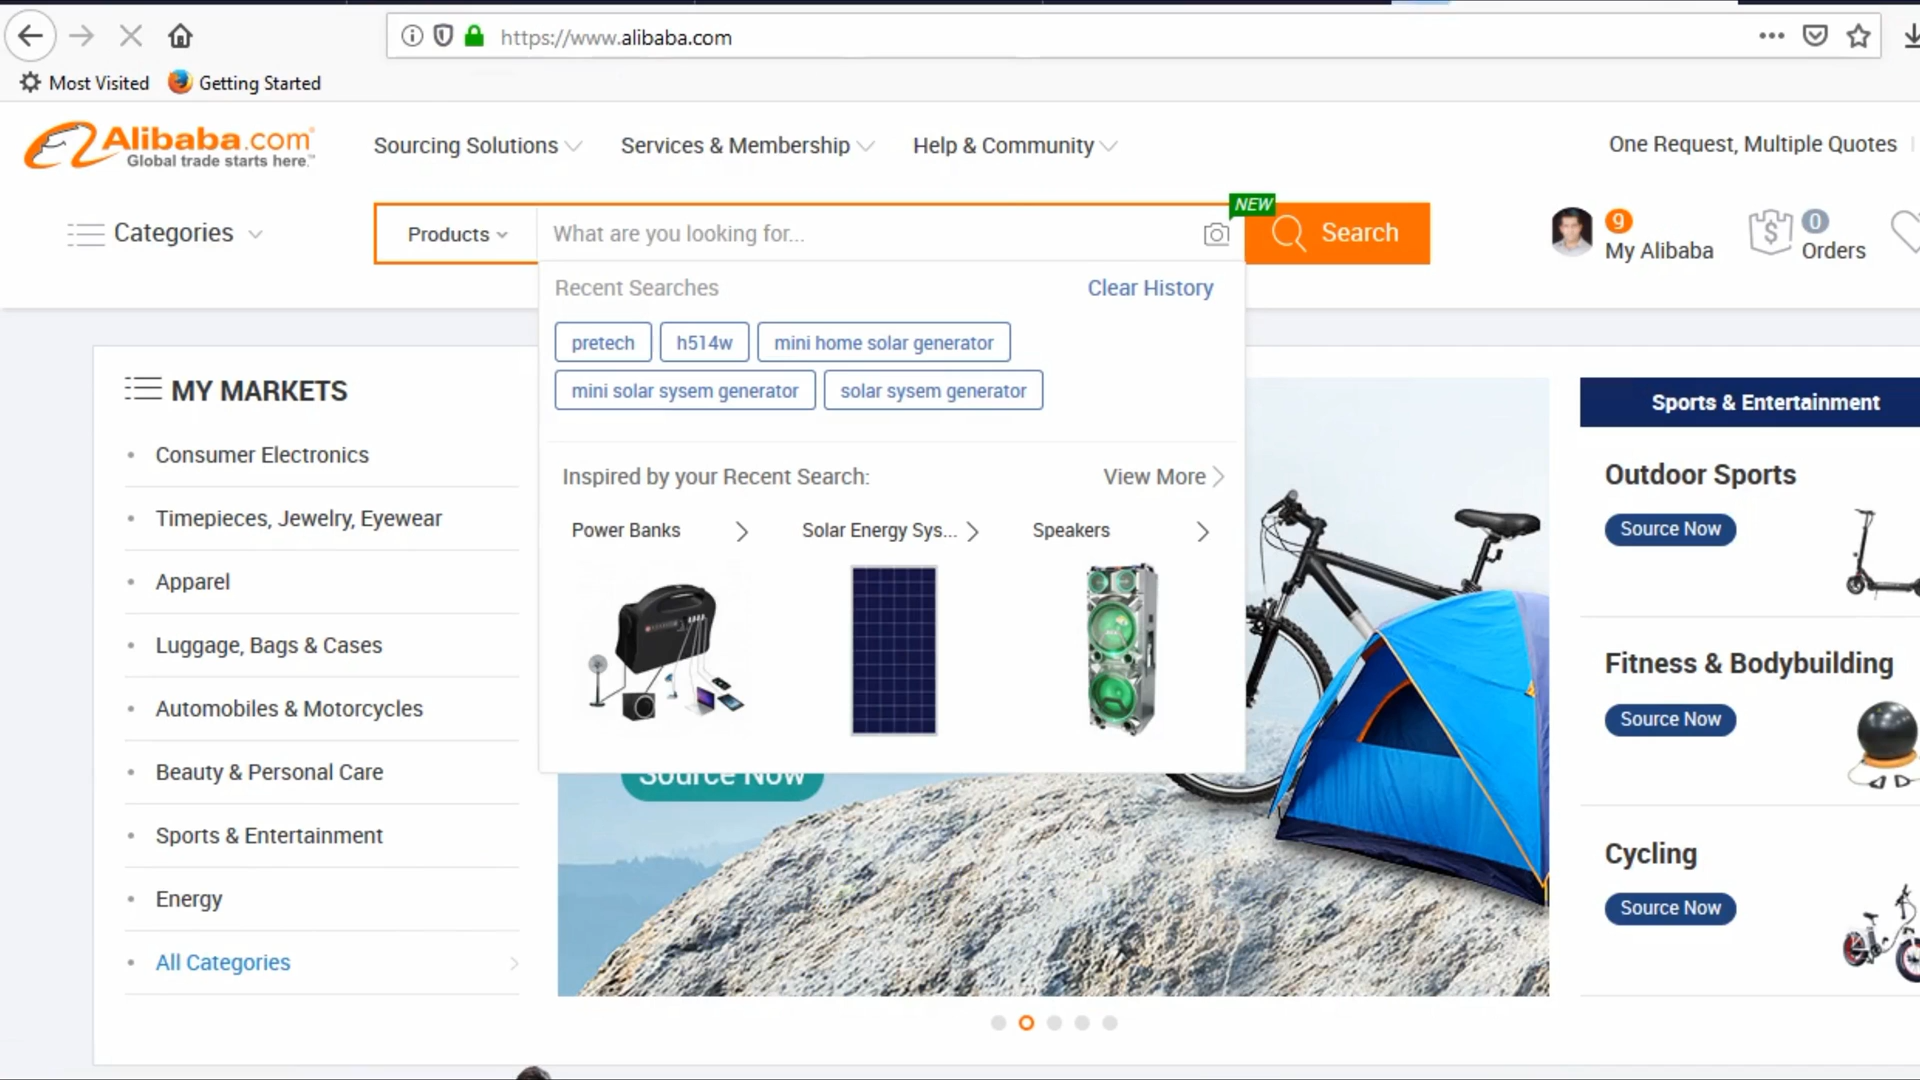 https://www.alibaba.com
Most Visited
Getting Started
Alibaba.com
Global trade starts here.™
Sourcing Solutions
Services & Membership
Help & Community
One Request, Multiple Quotes
Categories
Products
What are you looking for...
NEW
Search
9
My Alibaba
0
Orders
Recent Searches
Clear History
pretech
h514w
mini home solar generator
mini solar sysem generator
solar sysem generator
Inspired by your Recent Search:
View More
Power Banks
Solar Energy Sys...
Speakers
Source Now
MY MARKETS
Consumer Electronics
Timepieces, Jewelry, Eyewear
Apparel
Luggage, Bags & Cases
Automobiles & Motorcycles
Beauty & Personal Care
Sports & Entertainment
Energy
All Categories
Sports & Entertainment
Outdoor Sports
Source Now
Fitness & Bodybuilding
Source Now
Cycling
Source Now